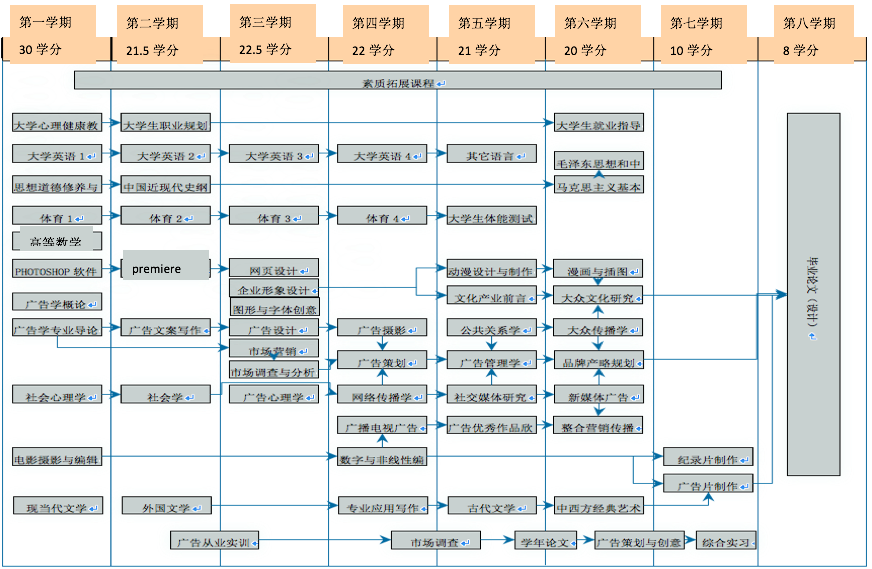 第一学期
30 学分
第二学期
21.5 学分
第三学期
22.5 学分
第四学期
22 学分
第五学期
21 学分
第六学期
20 学分
第七学期
10 学分
第八学期
8 学分
素质拓展课程
大学心理健康教
大学生职业规划
大学生就业指导
大学英语 1
大学英语 2
大学英语 3
大学英语 4
其它语言
毛泽东思想和中
思想道德修养与
中国近现代史纲
马克思主义基本
体育 1
体育 2
体育 3
体育 4
大学生体能测试
高等数学
PHOTOSHOP 软件
premiere
网页设计
动漫设计与制作
漫画与插图
企业形象设计
文化产业前言
大众文化研究
广告学概论
图形与字体创意
广告学专业导论
广告文案写作
广告设计
广告摄影
公共关系学
大众传播学
市场营销
市场调查与分析
广告策划
广告管理学
品牌产略规划
社会心理学
社会学
广告心理学
网络传播学
社交媒体研究
新媒体广告
广播电视广告
广告优秀作品欣
整合营销传播
电影摄影与编辑
数字与非线性编
纪录片制作
广告片制作
现当代文学
外国文学
专业应用写作
古代文学
中西方经典艺术
广告从业实训
市场调查
学年论文
广告策划与创意
综合实习
毕业论文（设计）